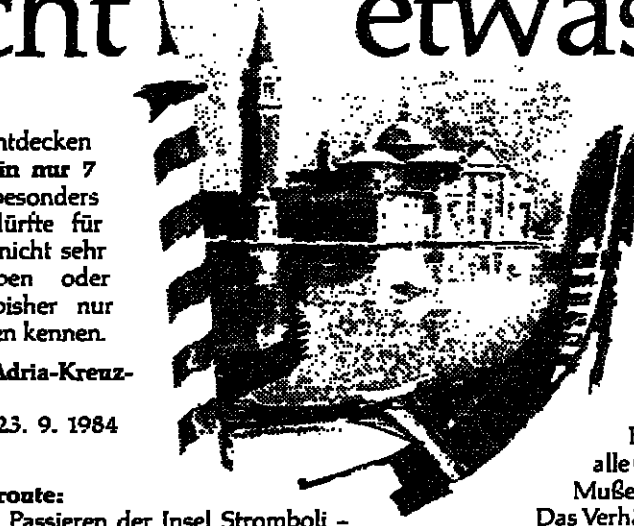 cht etwas
ntdecken
in nur 7
besonders
dürfte für
nicht sehr
ben oder
bisher nur
en kennen.
Adria-Kreuz-
23. 9. 1984
route:
Passieren der Insel Stromboli –
alle
Muße
Das Verhä